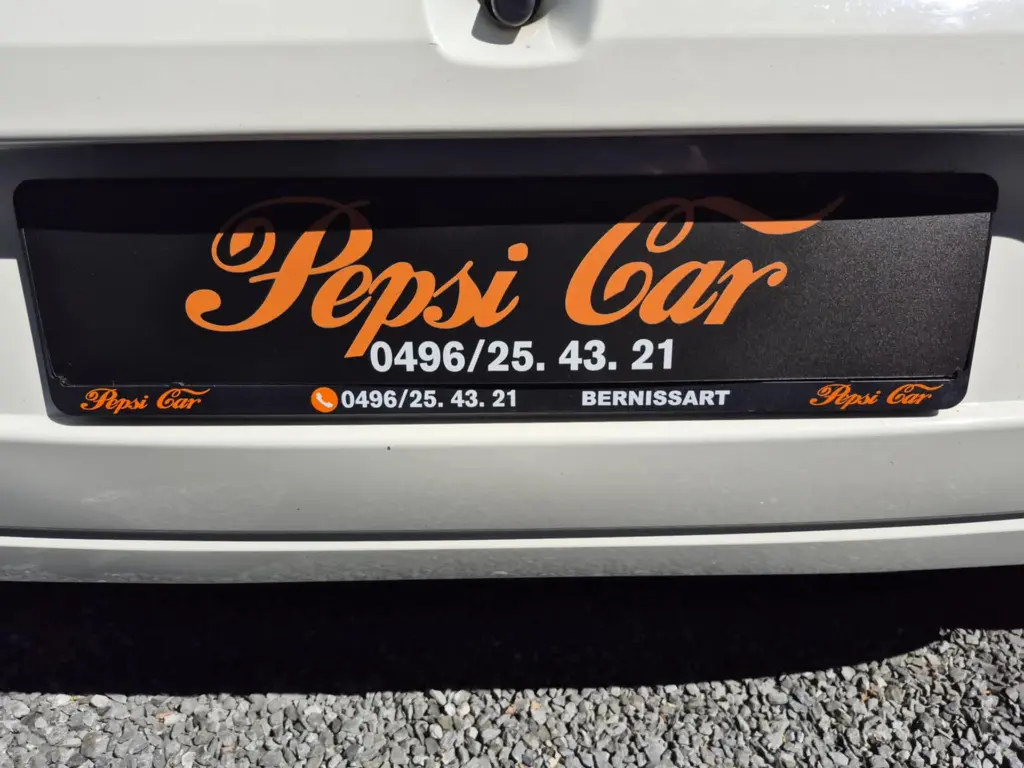 Pepsi Car
0496/25. 43. 21
Pepsi Car 0496/25. 43. 21 BERNISSART Pepsi Car